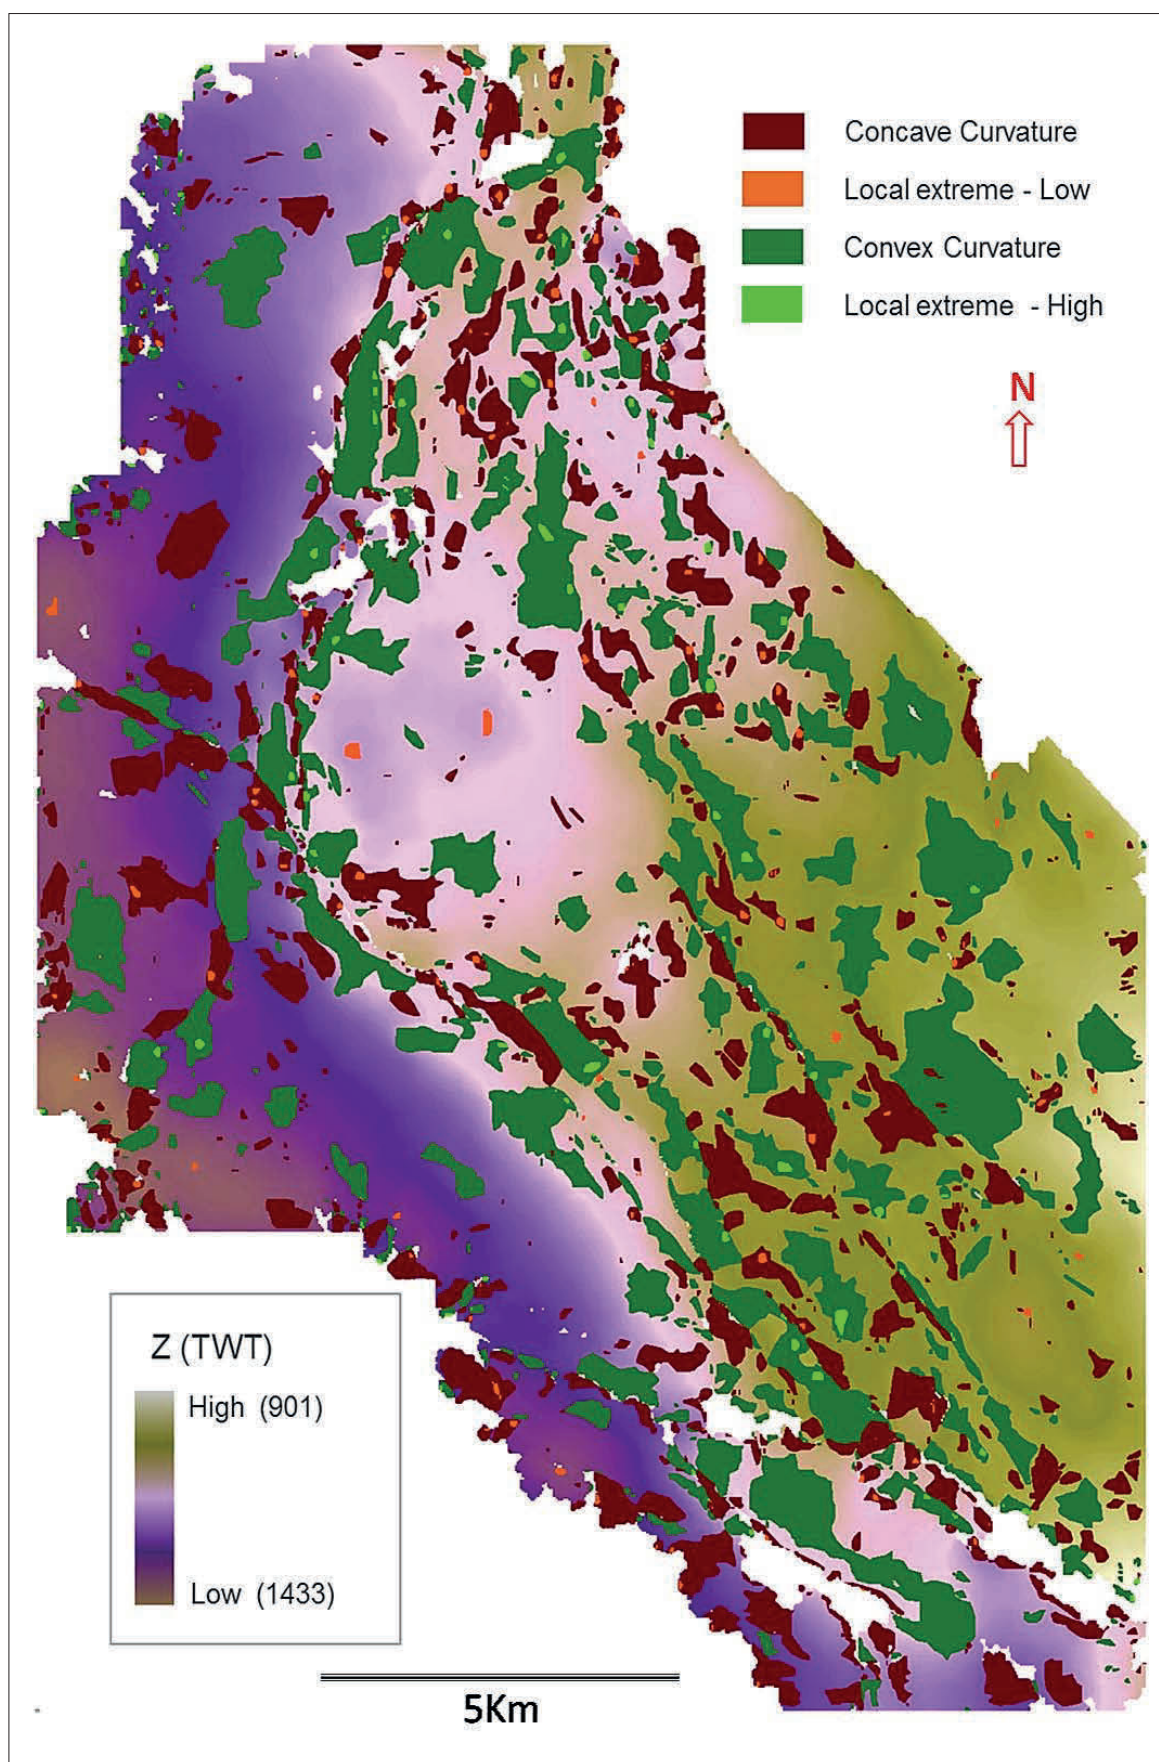 Concave Curvature
Local extreme - Low
Convex Curvature
Local extreme - High
N
Z (TWT)
High (901)
Low (1433)
5Km